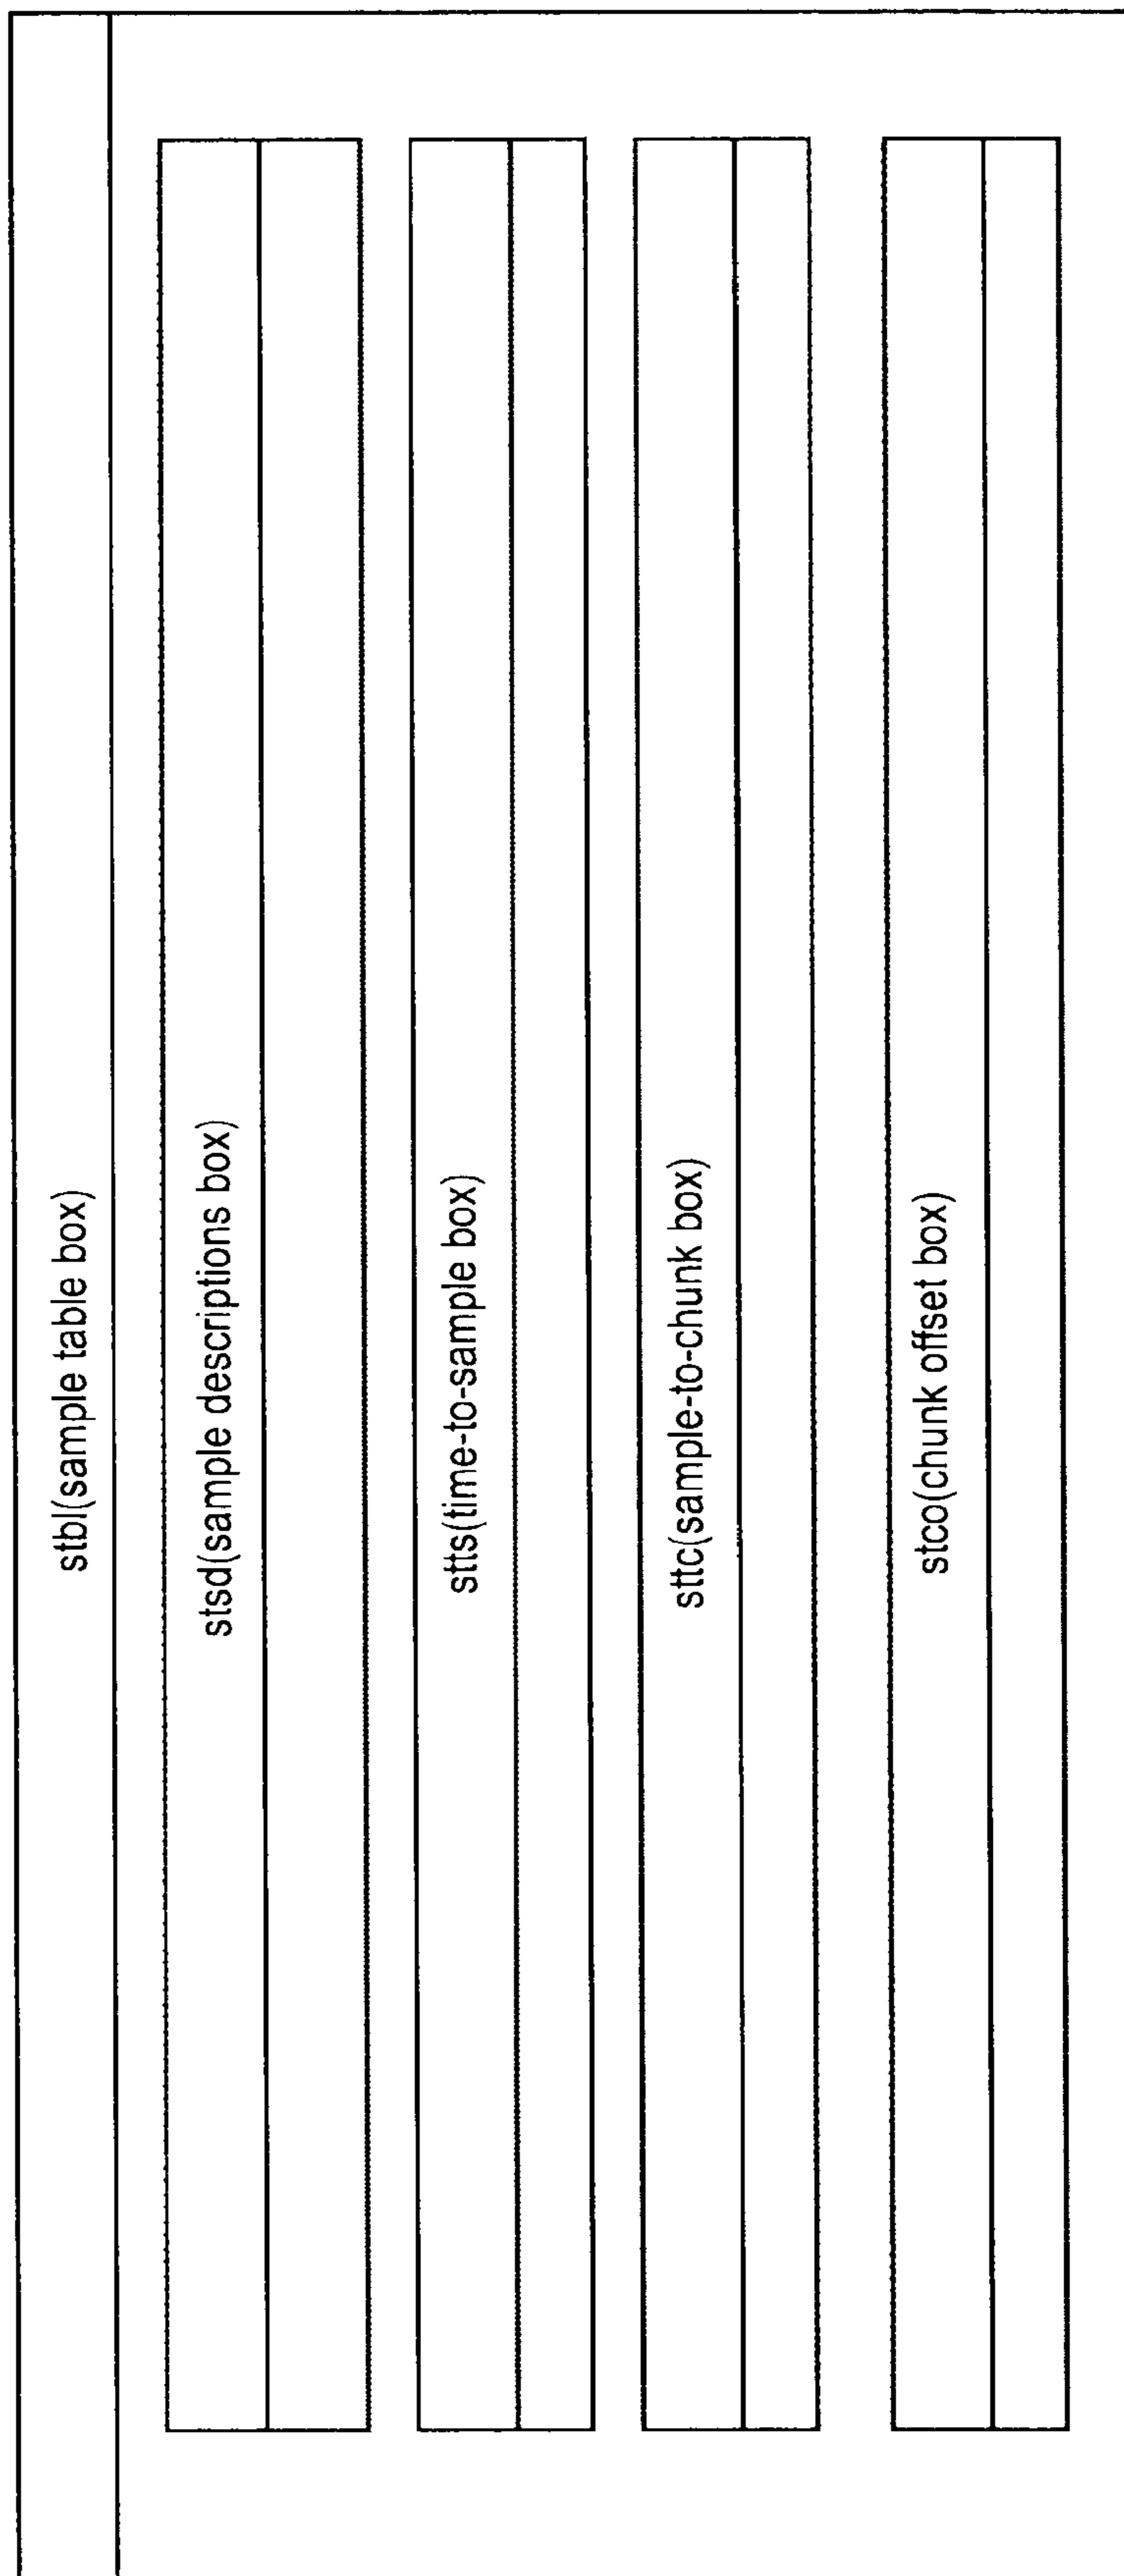 stbl(sample table box)
stsd(sample descriptions box)
stts(time-to-sample box)
sttc(sample-to-chunk box)
stco(chunk offset box)